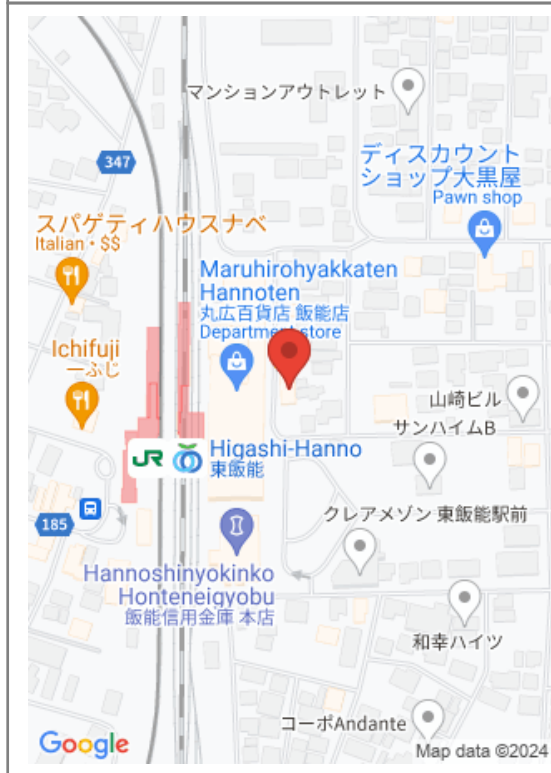 マンションアウトレット
347
ディスカウント
ショップ大黒屋
Pawn shop
スパゲティハウスナベ
Italian • $$
Maruhirohyakkaten
Hannoten
丸広百貨店 飯能店
Department store
Ichifuji
一ふじ
山崎ビル
サンハイムB
JR
Higashi-Hanno
東飯能
185
クレアメゾン 東飯能駅前
Hannoshinyokinko
Honteneigyobu
飯能信用金庫 本店
和幸ハイツ
コーポAndante
Google
Map data ©2024